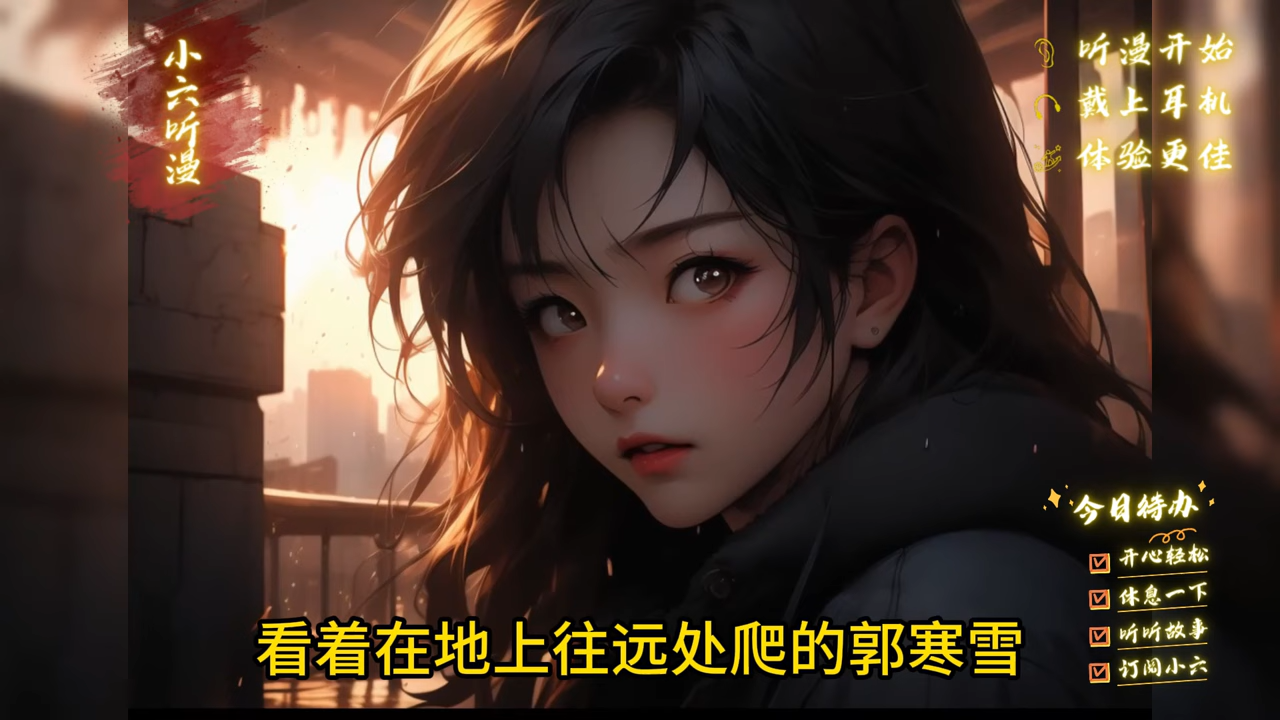 小六听漫
听漫开始
戴上耳机
体验更佳
今日待办
开心轻松
休息一下
听听故事
订阅小六
看着在地上往远处爬的郭寒雪